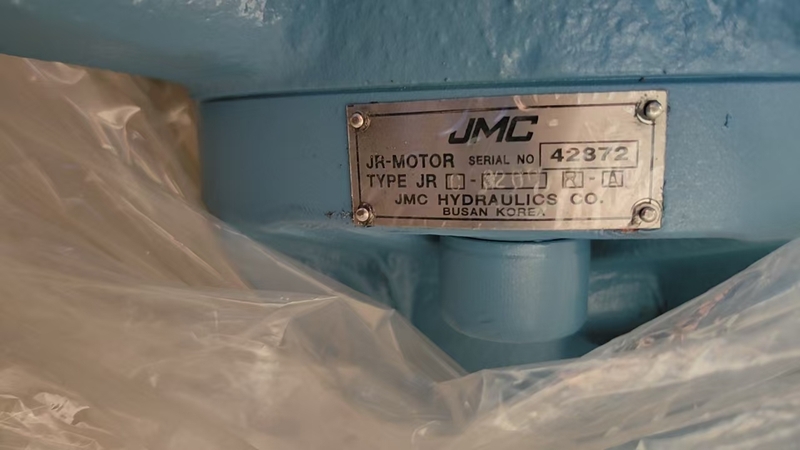 JMC
JR-MOTOR SERIAL NO 42372
TYPE JR - R - A
JMC HYDRAULICS CO.
BUSAN KOREA